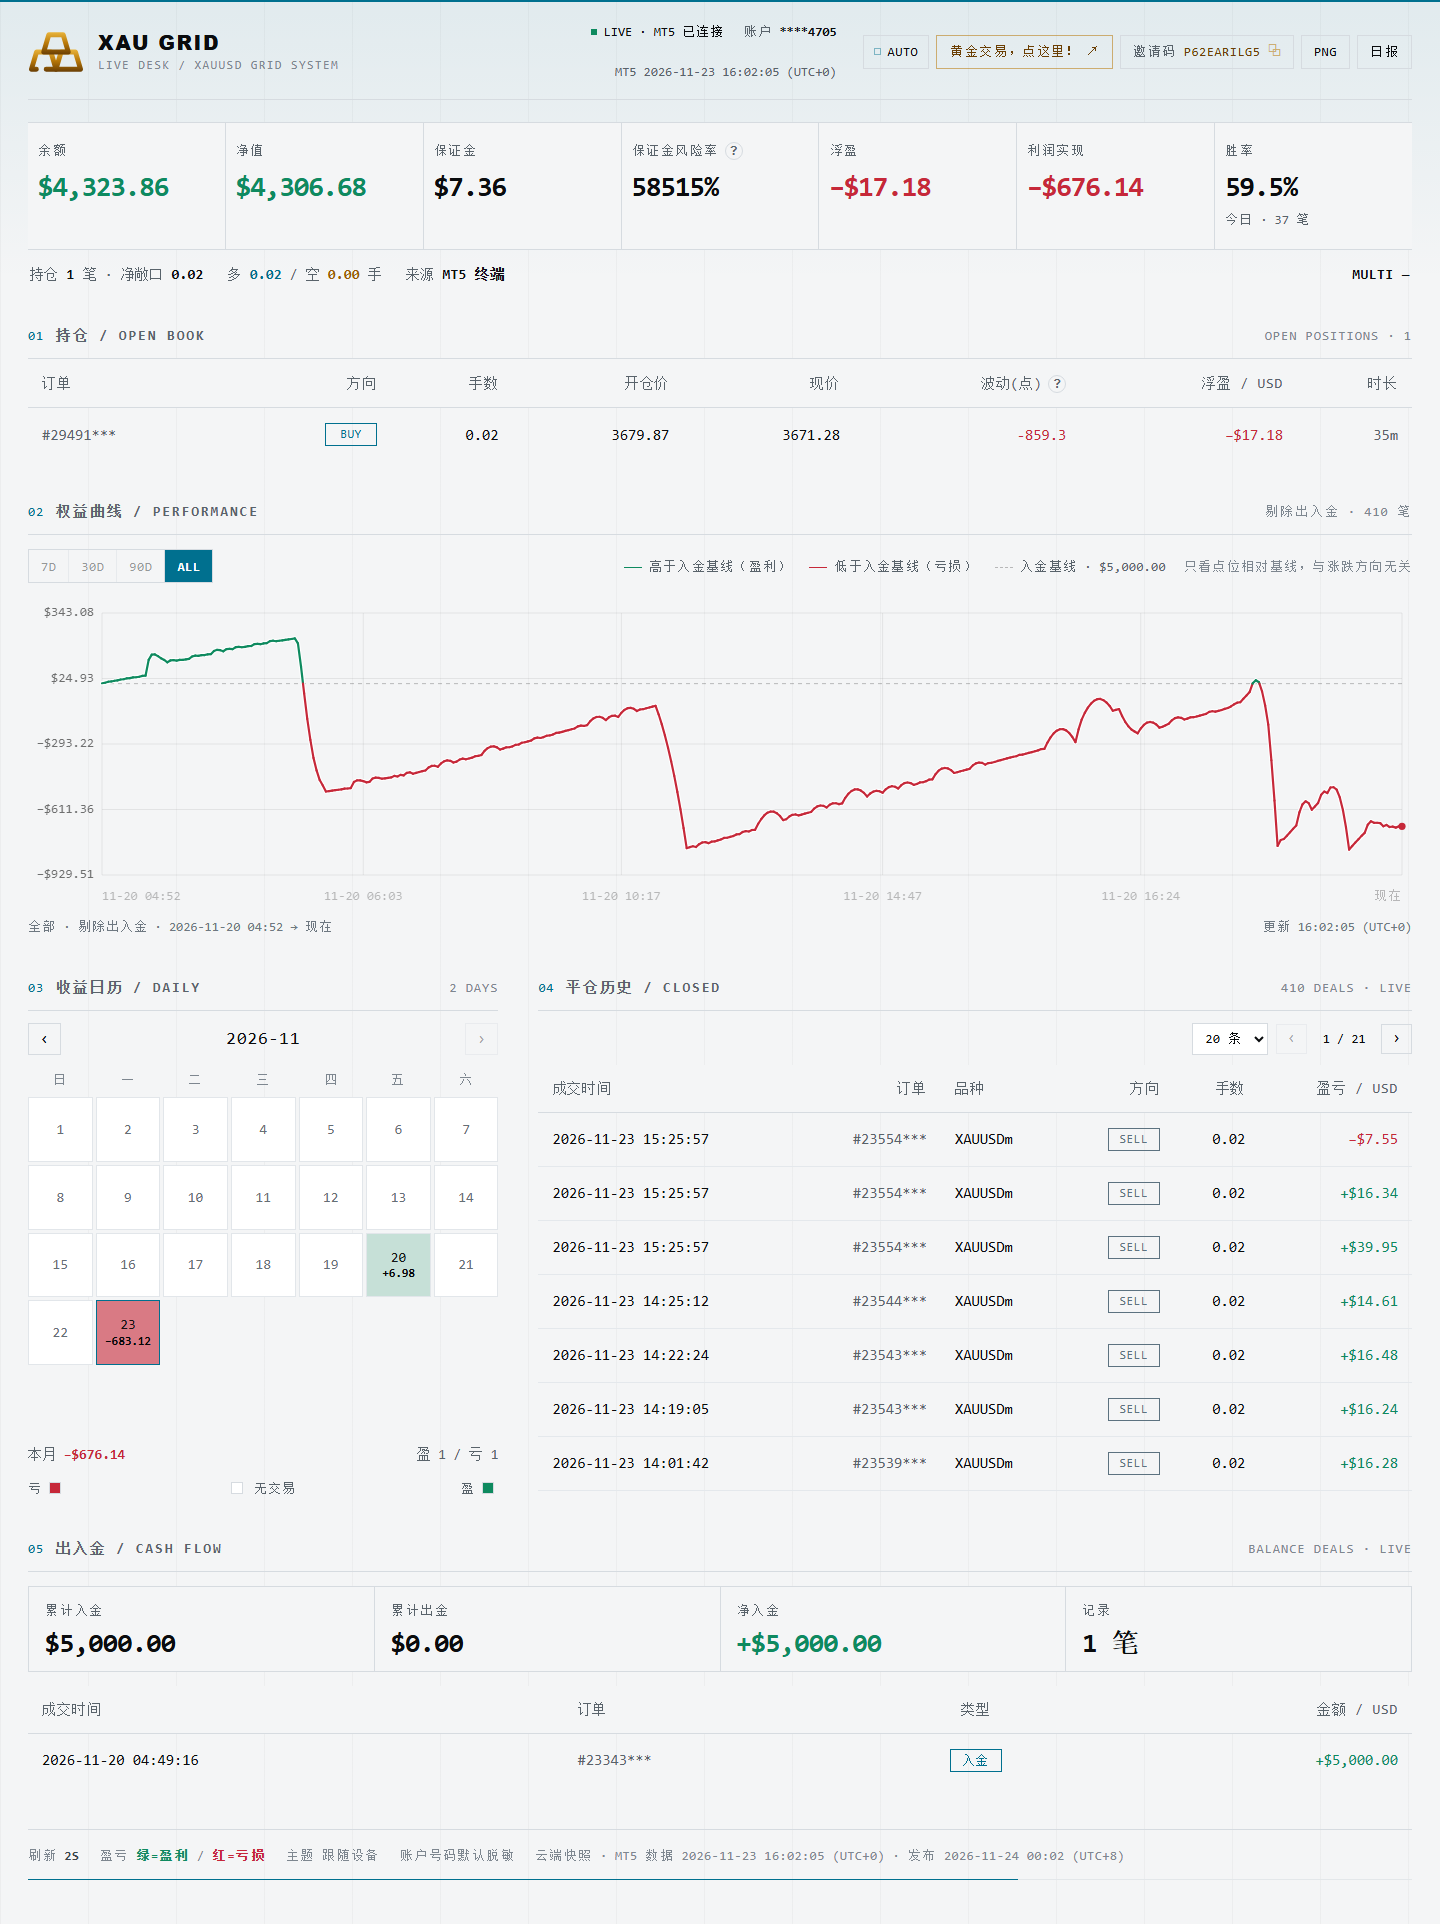 XAU GRID
LIVE DESK / XAUUSD GRID SYSTEM
LIVE · MT5 已连接 账户 ****4705
MT5 2026-11-23 16:02:05 (UTC+0)
AUTO
黄金交易，点这里! ↗
邀请码 P62EARILG5
PNG
日报
余额
$4,323.86
净值
$4,306.68
保证金
$7.36
保证金风险率 ?
58515%
浮盈
-$17.18
利润实现
-$676.14
胜率
59.5%
今日 · 37 笔
持仓 1 笔 · 净敞口 0.02 多 0.02 / 空 0.00 手 来源 MT5 终端
MULTI —
01 持仓 / OPEN BOOK
OPEN POSITIONS · 1
订单 方向 手数 开仓价 现价 波动(点) ? 浮盈 / USD 时长
#29491*** BUY 0.02 3679.87 3671.28 -859.3 -$17.18 35m
02 权益曲线 / PERFORMANCE
剔除出入金 · 410 笔
7D 30D 90D ALL
高于入金基线（盈利） 低于入金基线（亏损） 入金基线 · $5,000.00 只看点位相对基线，与涨跌方向无关
$343.08
$24.93
-$293.22
-$611.36
-$929.51
11-20 04:52 11-20 06:03 11-20 10:17 11-20 14:47 11-20 16:24 现在
全部 · 剔除出入金 · 2026-11-20 04:52 → 现在
更新 16:02:05 (UTC+0)
03 收益日历 / DAILY
2 DAYS
‹ 2026-11 ›
日 一 二 三 四 五 六
1 2 3 4 5 6 7
8 9 10 11 12 13 14
15 16 17 18 19 20 21
+6.98
22 23
-683.12
本月 -$676.14
盈 1 / 亏 1
亏 无交易 盈
04 平仓历史 / CLOSED
410 DEALS · LIVE
20 条 ‹ 1 / 21 ›
成交时间 订单 品种 方向 手数 盈亏 / USD
2026-11-23 15:25:57 #23554*** XAUUSDm SELL 0.02 -$7.55
2026-11-23 15:25:57 #23554*** XAUUSDm SELL 0.02 +$16.34
2026-11-23 15:25:57 #23554*** XAUUSDm SELL 0.02 +$39.95
2026-11-23 14:25:12 #23544*** XAUUSDm SELL 0.02 +$14.61
2026-11-23 14:22:24 #23543*** XAUUSDm SELL 0.02 +$16.48
2026-11-23 14:19:05 #23543*** XAUUSDm SELL 0.02 +$16.24
2026-11-23 14:01:42 #23539*** XAUUSDm SELL 0.02 +$16.28
05 出入金 / CASH FLOW
BALANCE DEALS · LIVE
累计入金
$5,000.00
累计出金
$0.00
净入金
+$5,000.00
记录
1 笔
成交时间 订单 类型 金额 / USD
2026-11-20 04:49:16 #23343*** 入金 +$5,000.00
刷新 2S 盈亏 绿=盈利 / 红=亏损 主题 跟随设备 账户号码默认脱敏 云端快照 · MT5 数据 2026-11-23 16:02:05 (UTC+0) · 发布 2026-11-24 00:02 (UTC+8)